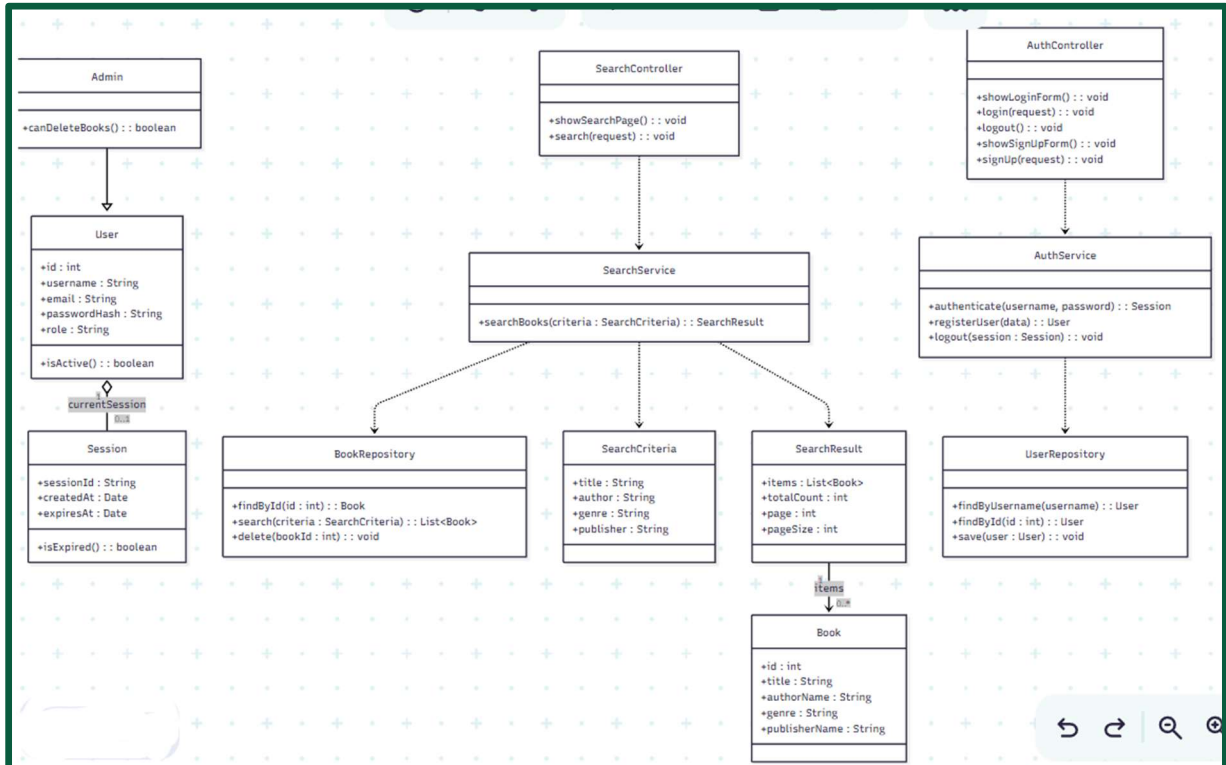 Admin
+canDeleteBooks() : : boolean
User
+id : int
+username : String
+email : String
+passwordHash : String
+role : String
+isActive() : : boolean
1
currentSession
0..1
Session
+sessionId : String
+createdAt : Date
+expiresAt : Date
+isExpired() : : boolean
SearchController
+showSearchPage() : : void
+search(request) : : void
SearchService
+searchBooks(criteria : SearchCriteria) : : SearchResult
BookRepository
+findById(id : int) : : Book
+search(criteria : SearchCriteria) : : List<Book>
+delete(bookId : int) : : void
SearchCriteria
+title : String
+author : String
+genre : String
+publisher : String
SearchResult
+items : List<Book>
+totalCount : int
+page : int
+pageSize : int
1
items
0..*
Book
+id : int
+title : String
+authorName : String
+genre : String
+publisherName : String
AuthController
+showLoginForm() : : void
+login(request) : : void
+logout() : : void
+showSignUpForm() : : void
+signUp(request) : : void
AuthService
+authenticate(username, password) : : Session
+registerUser(data) : : User
+logout(session : Session) : : void
UserRepository
+findByUsername(username) : : User
+findById(id : int) : : User
+save(user : User) : : void